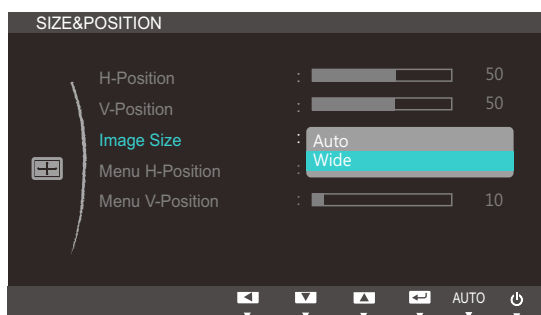 SIZE&POSITION
H-Position : 50
V-Position : 50
Image Size : Auto
Wide
Menu H-Position :
Menu V-Position : 10
AUTO